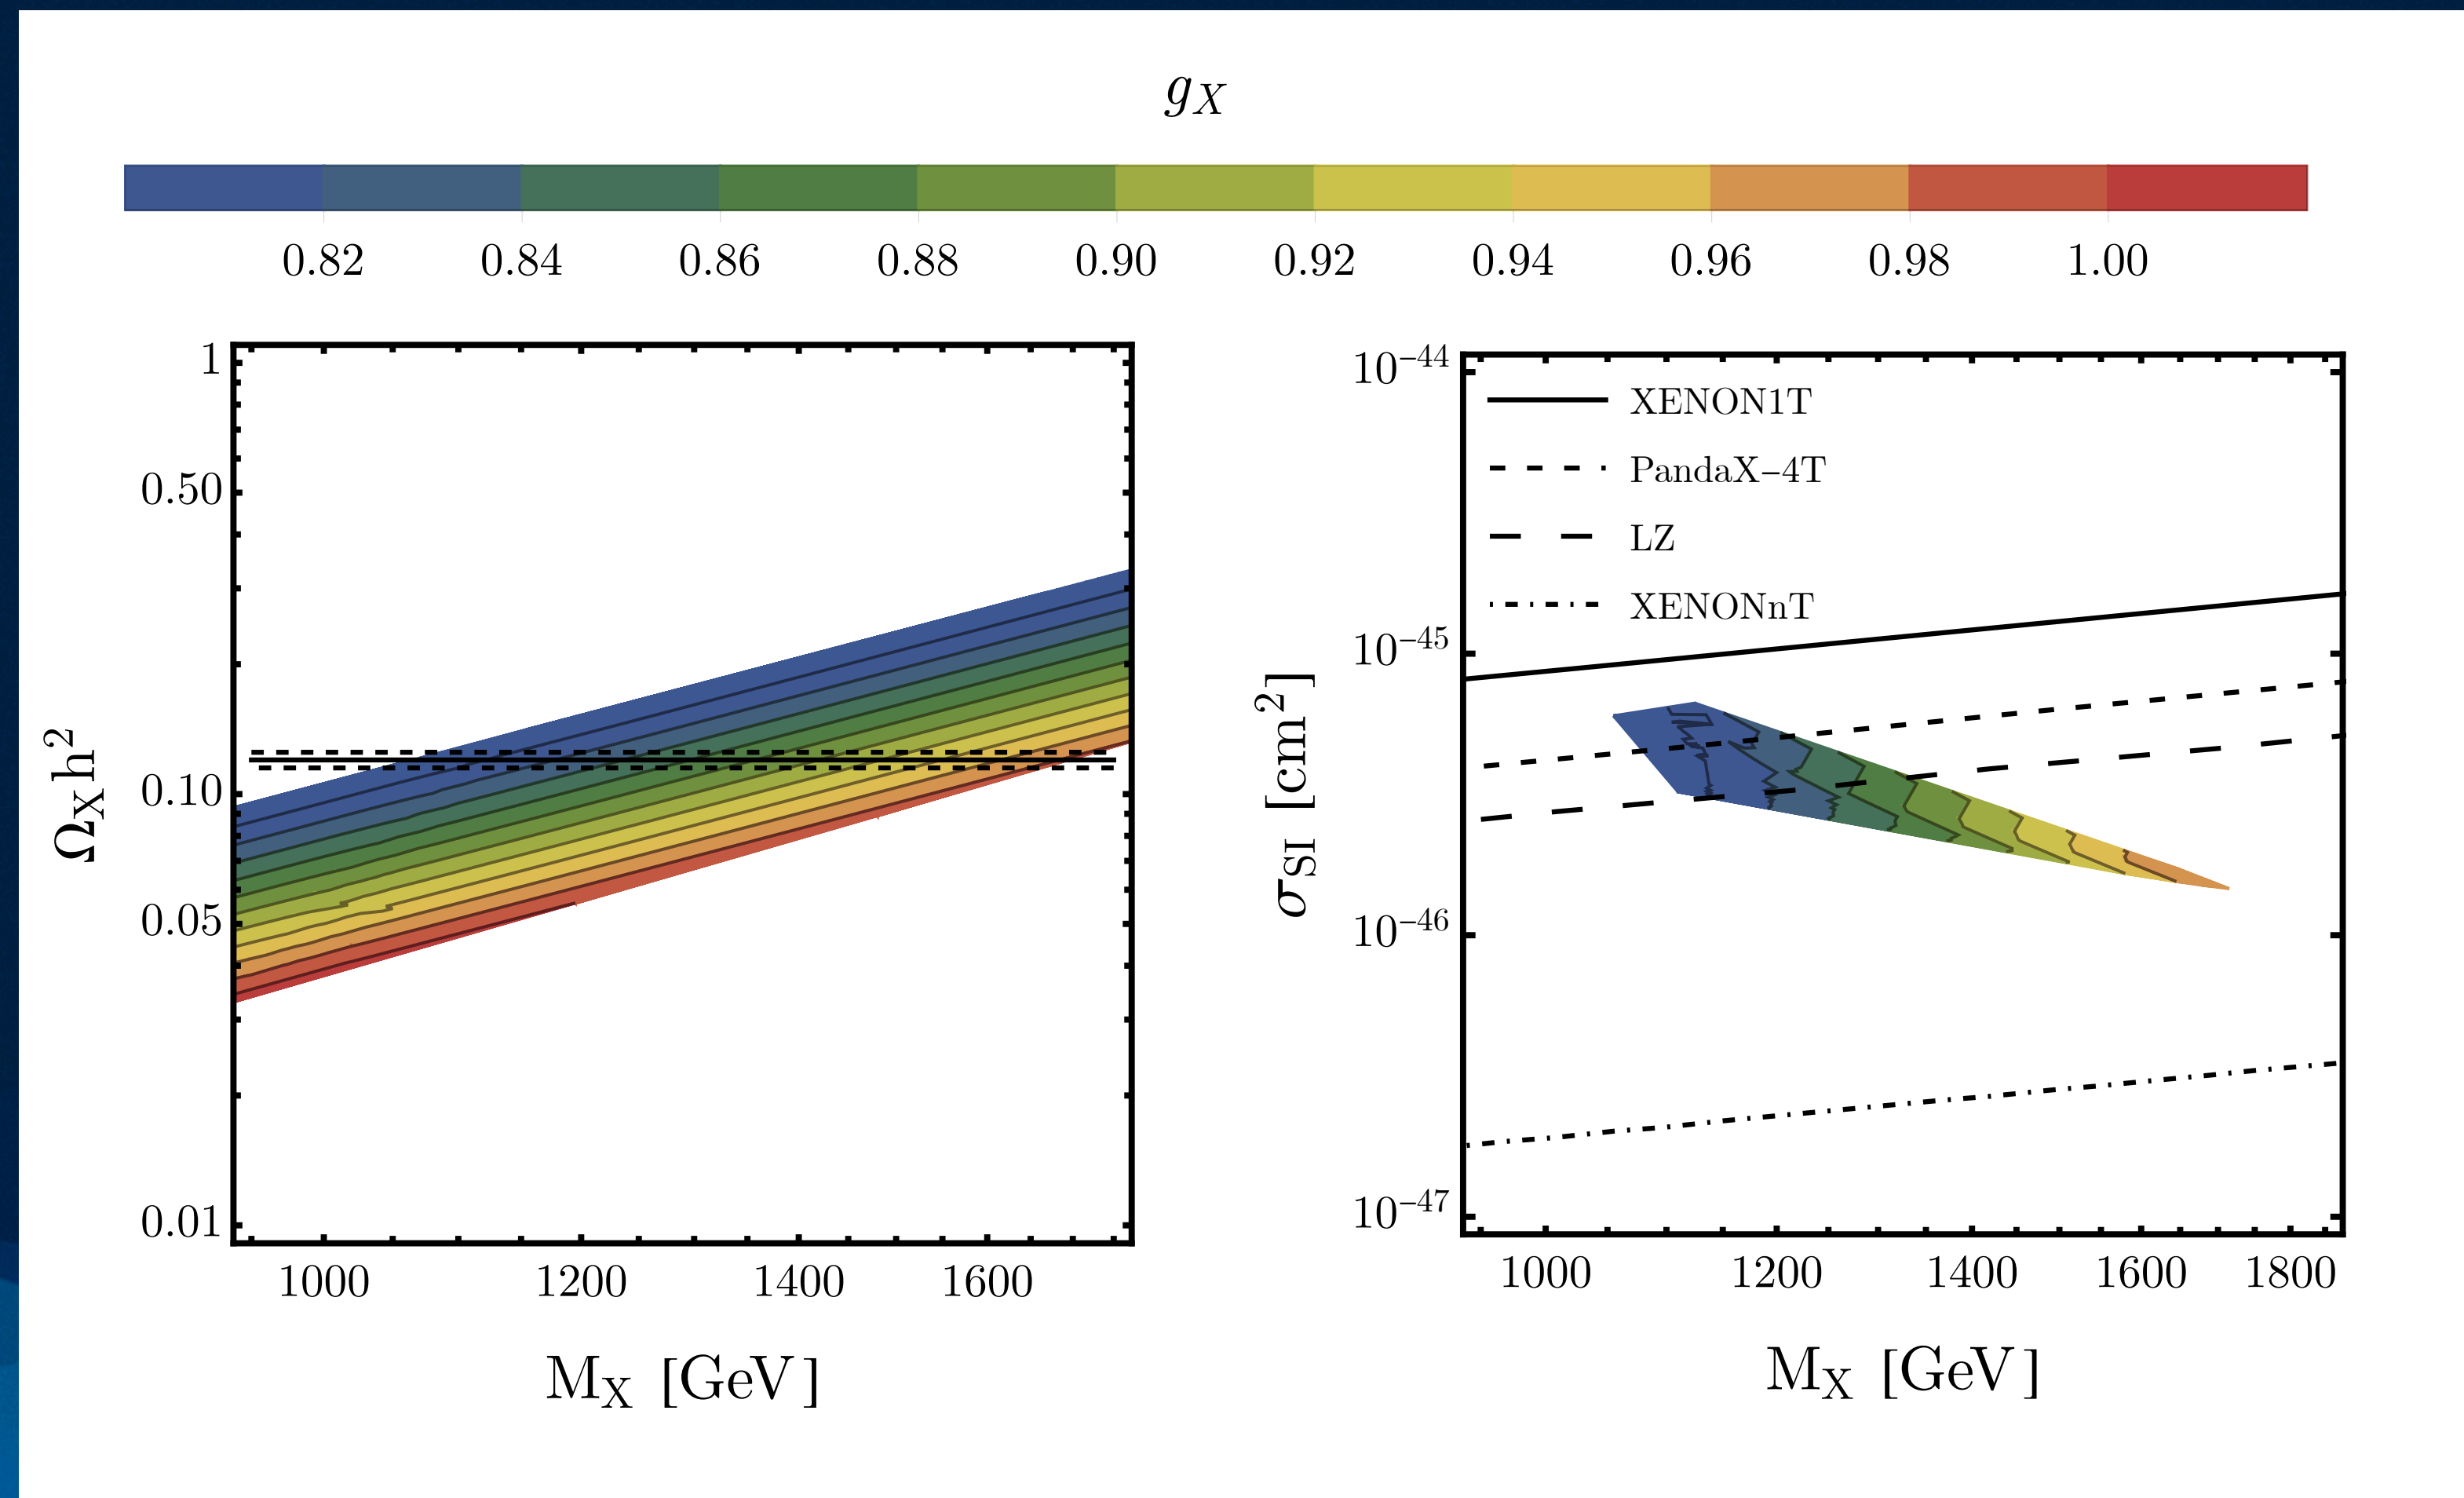 g_X
0.82 0.84 0.86 0.88 0.90 0.92 0.94 0.96 0.98 1.00
1
0.50
0.10
0.05
0.01
Ω_X h²
1000 1200 1400 1600
M_X [GeV]
10⁻⁴⁴
10⁻⁴⁵
10⁻⁴⁶
10⁻⁴⁷
σ_SI [cm²]
XENON1T
PandaX–4T
LZ
XENONnT
1000 1200 1400 1600 1800
M_X [GeV]